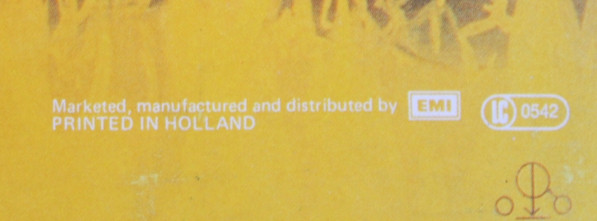 Marketed, manufactured and distributed by EMI LC 0542
PRINTED IN HOLLAND